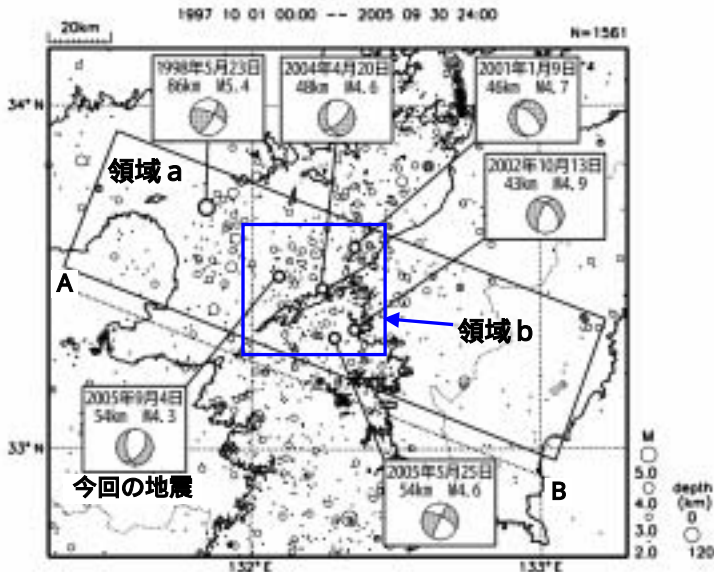 1997 10 01 00:00 -- 2005 09 30 24:00
20km
N=1561
1998年5月23日
86km M5.4
2004年4月20日
48km M4.6
2001年1月9日
46km M4.7
2002年10月13日
43km M4.9
34°N
領域a
A
領域b
2005年9月4日
54km M4.3
今回の地震
33°N
2005年5月25日
54km M4.6
B
M
5.0
4.0
3.0
2.0
depth
(km)
0
120
132°E
133°E